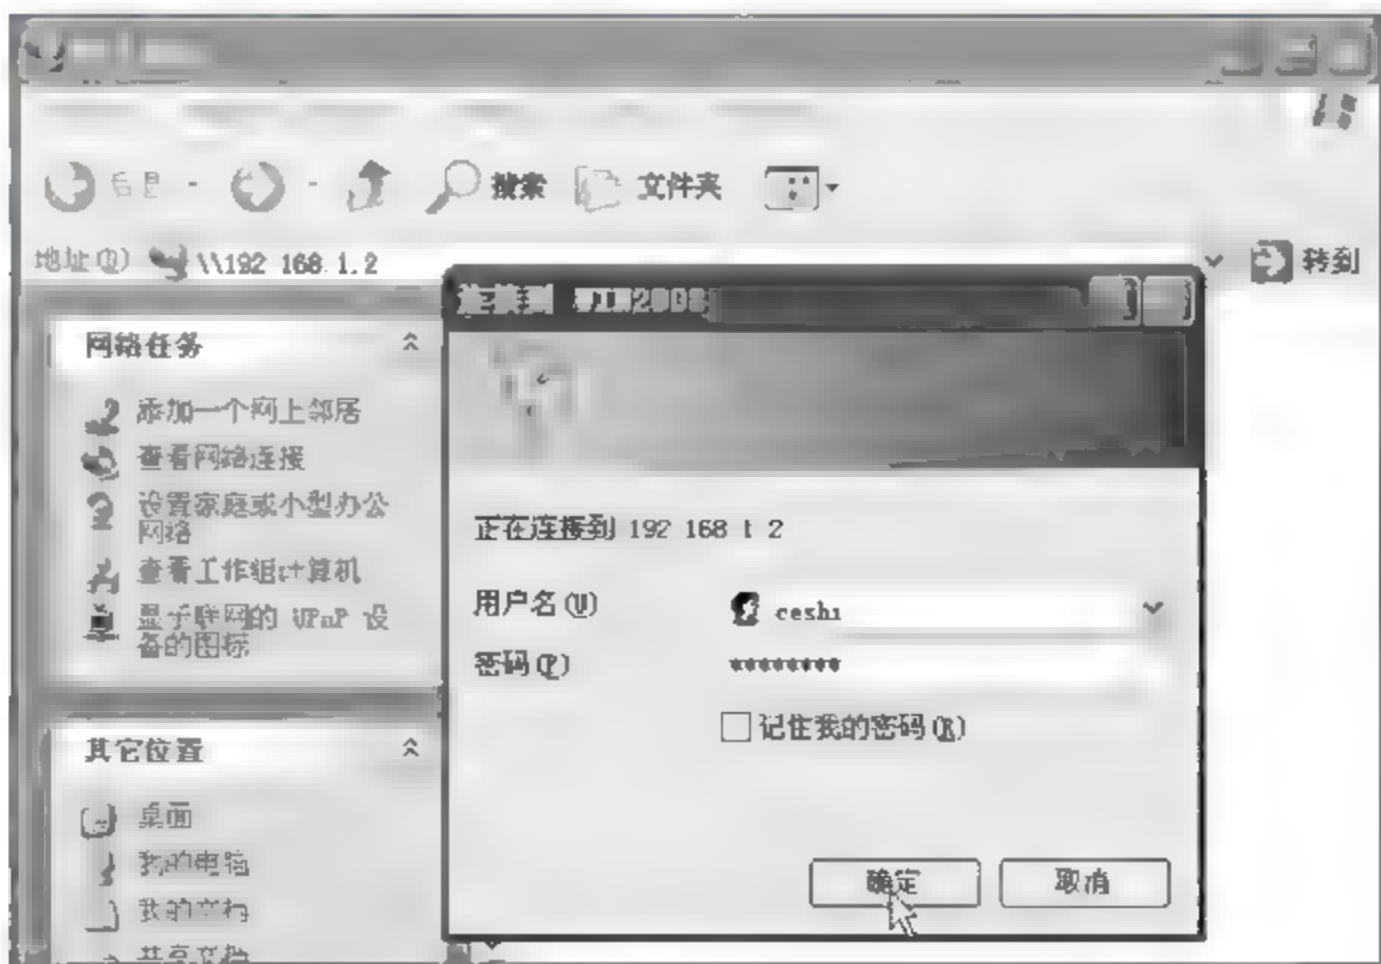 后退
搜索
文件夹
地址(D)
\\192 168.1.2
转到
网络任务
添加一个网上邻居
查看网络连接
设置家庭或小型办公
网络
查看工作组计算机
显示联网的 UPnP 设
备的图标
其它位置
桌面
我的电脑
我的文档
共享文档
连接到 WIN2008
正在连接到 192 168 1 2
用户名(U)
ceshi
密码(P)
********
记住我的密码(R)
确定
取消